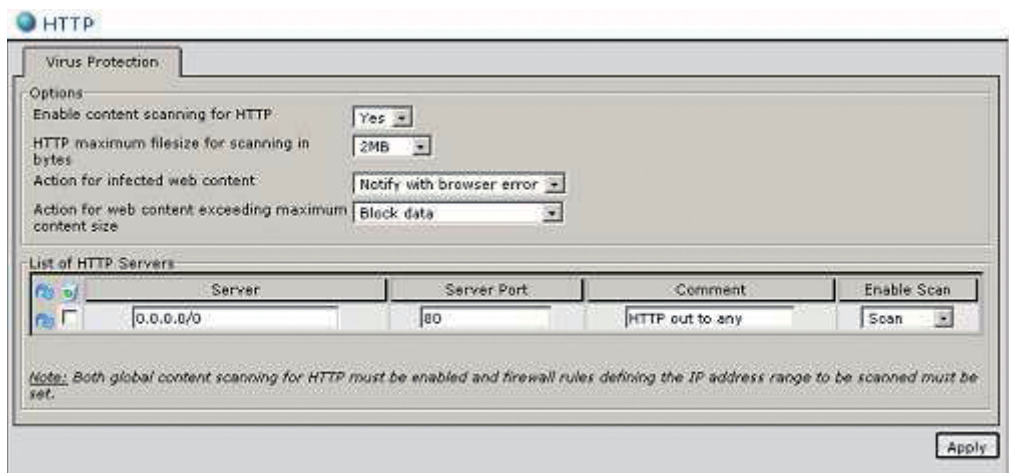 HTTP
Virus Protection
Options
Enable content scanning for HTTP
Yes
HTTP maximum filesize for scanning in
bytes
2MB
Action for infected web content
Notify with browser error
Action for web content exceeding maximum
content size
Block data
List of HTTP Servers
Server Server Port Comment Enable Scan
0.0.0.0/0 80 HTTP out to any Scan
Note: Both global content scanning for HTTP must be enabled and firewall rules defining the IP address range to be scanned must be
set.
Apply